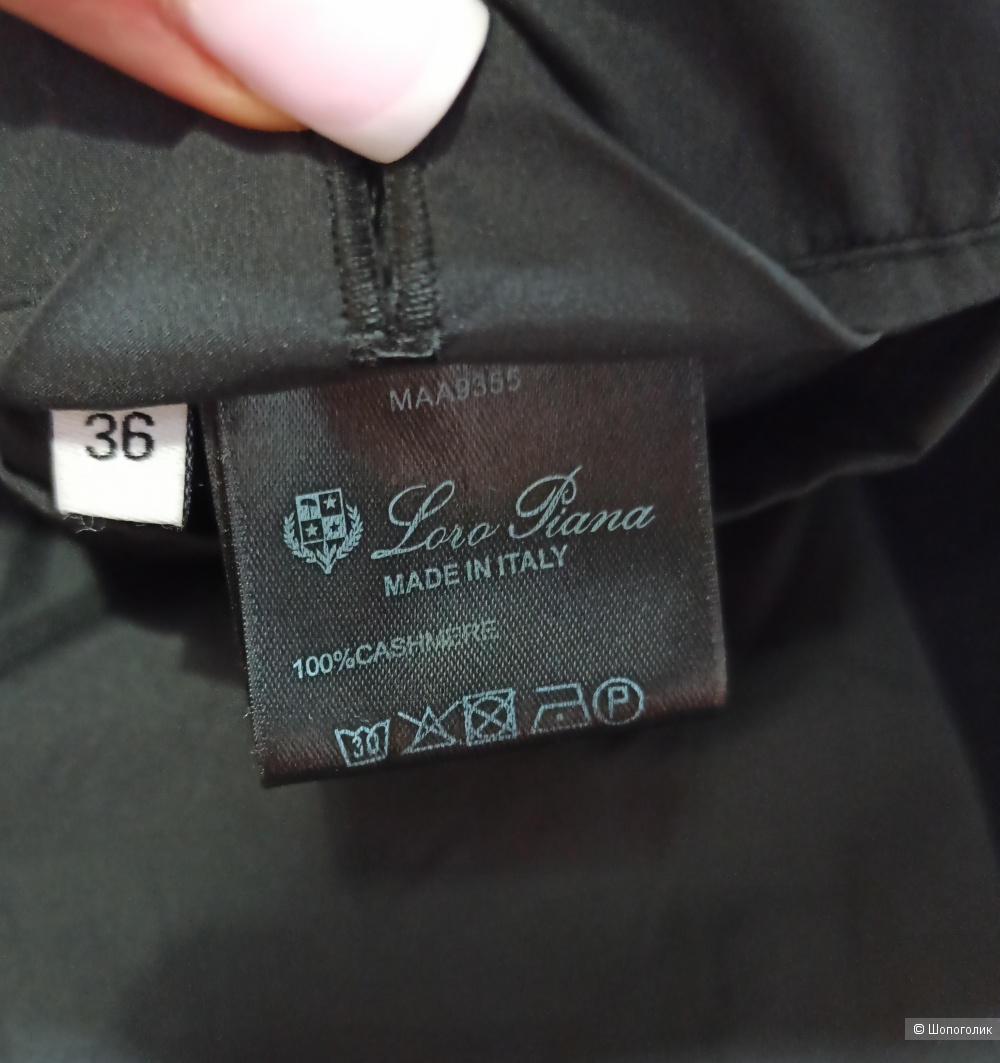 MAA9355
36
Loro Piana
MADE IN ITALY
100%CASHMERE
30
P
© Шопоголик